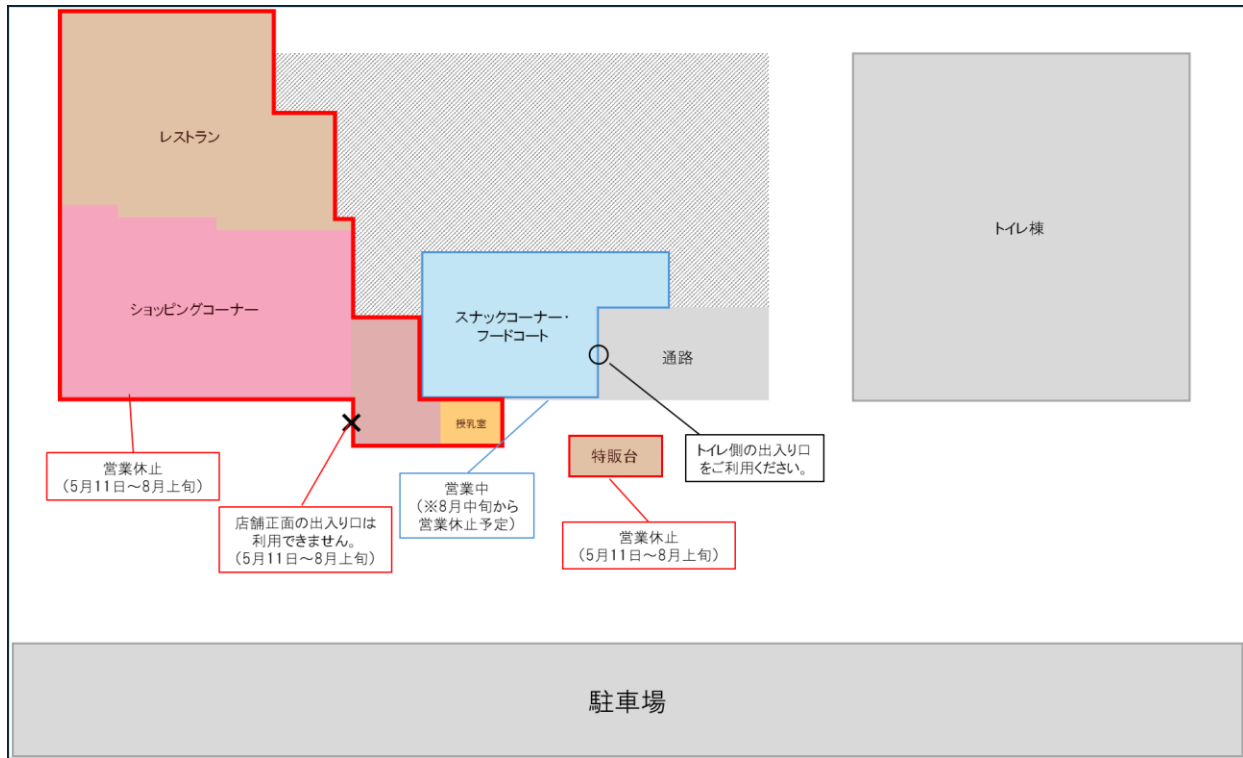 レストラン
トイレ棟
ショッピングコーナー
スナックコーナー・
フードコート
通路
授乳室
特販台
トイレ側の出入り口
をご利用ください。
営業休止
（5月11日～8月上旬）
営業中
（※8月中旬から
営業休止予定）
店舗正面の出入り口は
利用できません。
（5月11日～8月上旬）
営業休止
（5月11日～8月上旬）
駐車場